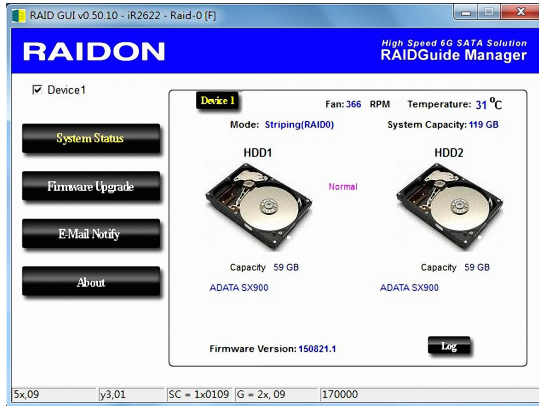 RAID GUI v0.50.10 - iR2622 - Raid-0 [F]
RAIDON
High Speed 6G SATA Solution
RAIDGuide Manager
Device1
Device 1
Fan: 366 RPM Temperature: 31 ⁰C
Mode: Striping(RAID0) System Capacity: 119 GB
System Status
HDD1 HDD2
Firmware Upgrade
Normal
E-Mail Notify
Capacity 59 GB Capacity 59 GB
About
ADATA SX900 ADATA SX900
Firmware Version: 150821.1
Log
5x,09 y3,01 SC = 1x0109 G = 2x, 09 170000